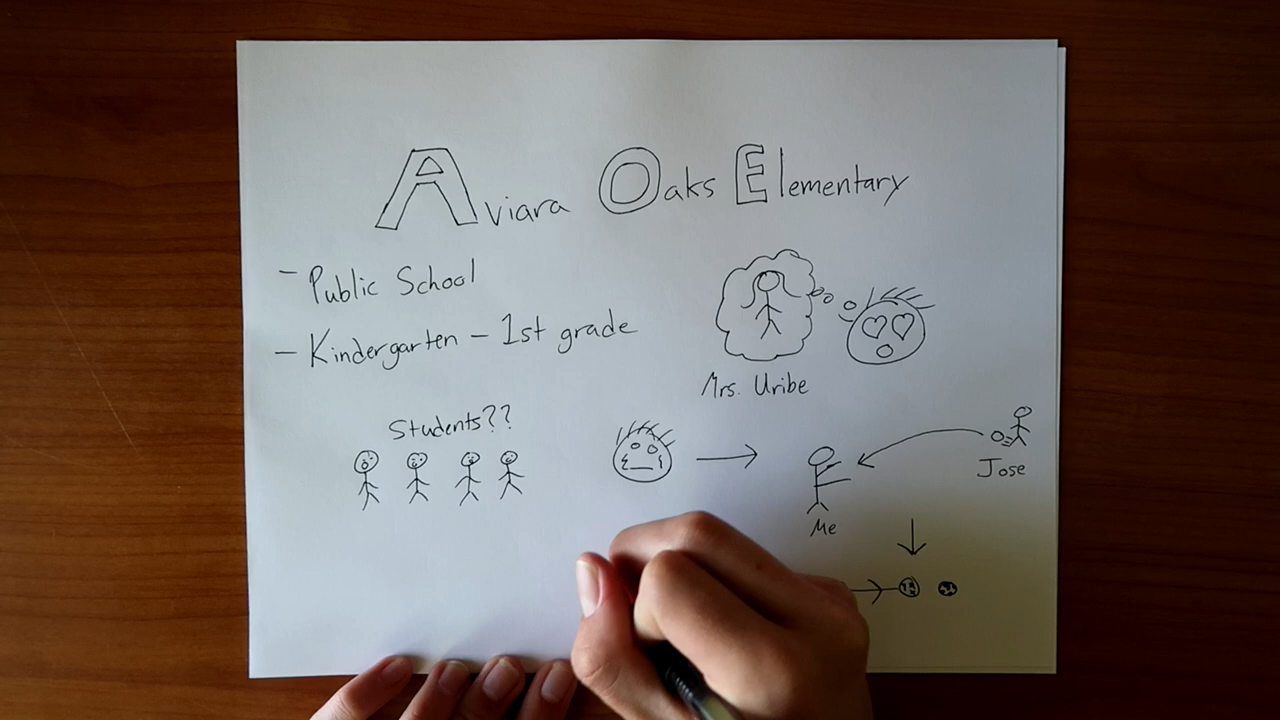 Aviara Oaks Elementary
- Public School
- Kindergarten - 1st grade
Mrs. Uribe
Students??
Jose
Me